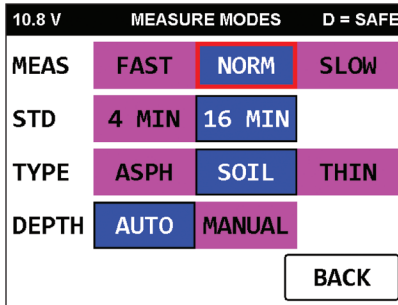 10.8 V MEASURE MODES D = SAFE
MEAS FAST NORM SLOW
STD 4 MIN 16 MIN
TYPE ASPH SOIL THIN
DEPTH AUTO MANUAL
BACK